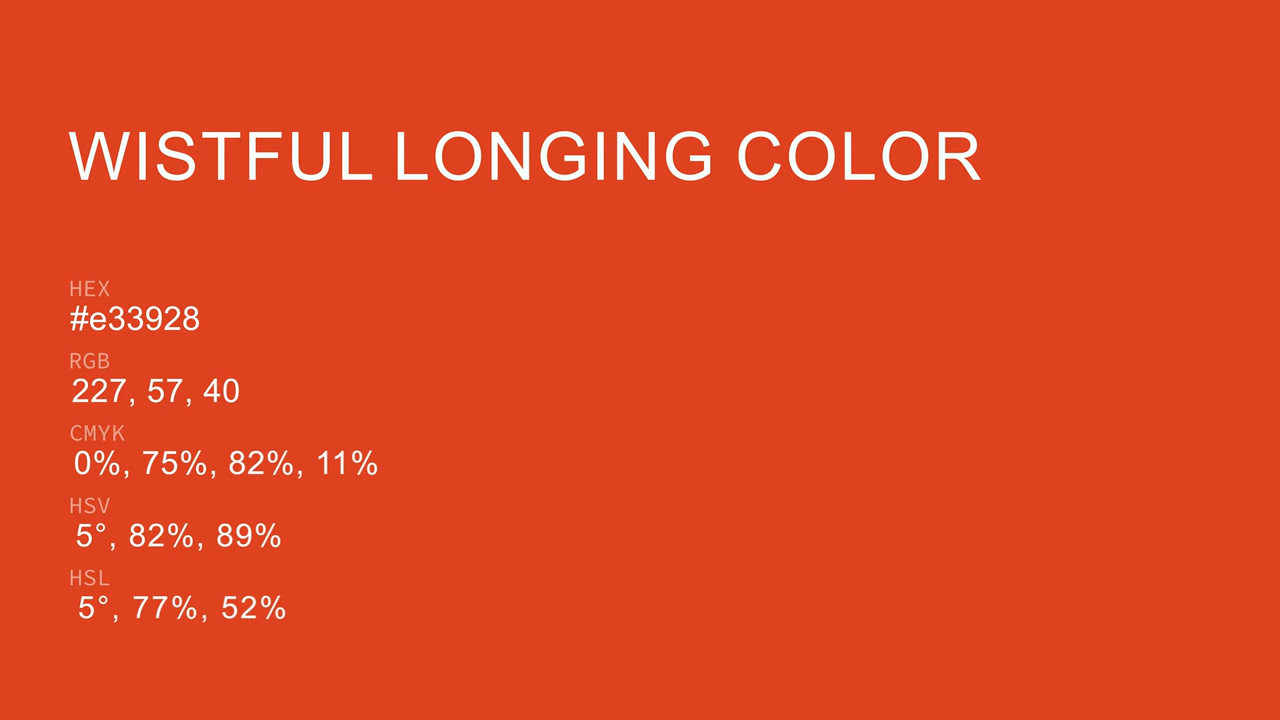 WISTFUL LONGING COLOR
HEX
#e33928
RGB
227, 57, 40
CMYK
0%, 75%, 82%, 11%
HSV
5°, 82%, 89%
HSL
5°, 77%, 52%